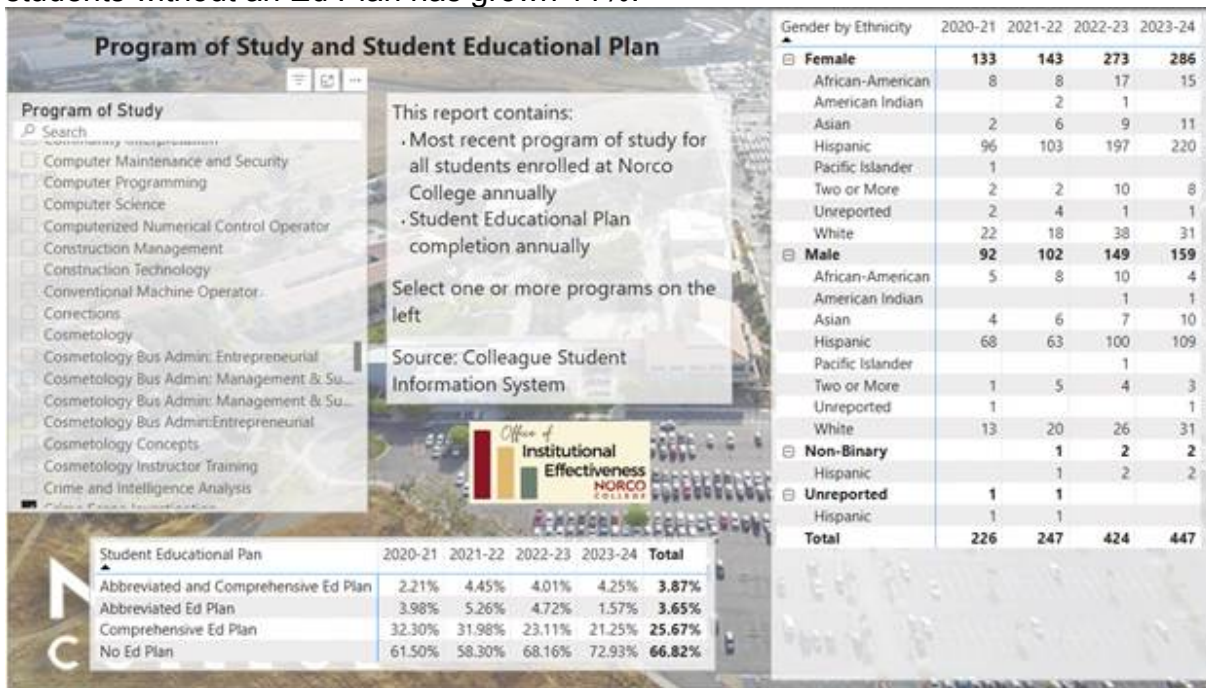 students without an Ed Plan has grown 11%.
Program of Study and Student Educational Plan
Program of Study
Search
Community Interpretation
Computer Maintenance and Security
Computer Programming
Computer Science
Computerized Numerical Control Operator
Construction Management
Construction Technology
Conventional Machine Operator
Corrections
Cosmetology
Cosmetology Bus Admin: Entrepreneurial
Cosmetology Bus Admin: Management & Su...
Cosmetology Bus Admin: Management & Su...
Cosmetology Bus Admin:Entrepreneurial
Cosmetology Concepts
Cosmetology Instructor Training
Crime and Intelligence Analysis
Crime Scene Investigation
This report contains:
• Most recent program of study for
all students enrolled at Norco
College annually
• Student Educational Plan
completion annually
Select one or more programs on the
left
Source: Colleague Student
Information System
Office of
Institutional
Effectiveness
NORCO
COLLEGE
Student Educational Pan 2020-21 2021-22 2022-23 2023-24 Total
Abbreviated and Comprehensive Ed Plan 2.21% 4.45% 4.01% 4.25% 3.87%
Abbreviated Ed Plan 3.98% 5.26% 4.72% 1.57% 3.65%
Comprehensive Ed Plan 32.30% 31.98% 23.11% 21.25% 25.67%
No Ed Plan 61.50% 58.30% 68.16% 72.93% 66.82%
Gender by Ethnicity 2020-21 2021-22 2022-23 2023-24
Female 133 143 273 286
African-American 8 8 17 15
American Indian 2 1
Asian 2 6 9 11
Hispanic 96 103 197 220
Pacific Islander 1
Two or More 2 2 10 8
Unreported 2 4 1 1
White 22 18 38 31
Male 92 102 149 159
African-American 5 8 10 4
American Indian 1 1
Asian 4 6 7 10
Hispanic 68 63 100 109
Pacific Islander 1
Two or More 1 5 4 3
Unreported 1 1
White 13 20 26 31
Non-Binary 1 2 2
Hispanic 1 2 2
Unreported 1 1
Hispanic 1 1
Total 226 247 424 447